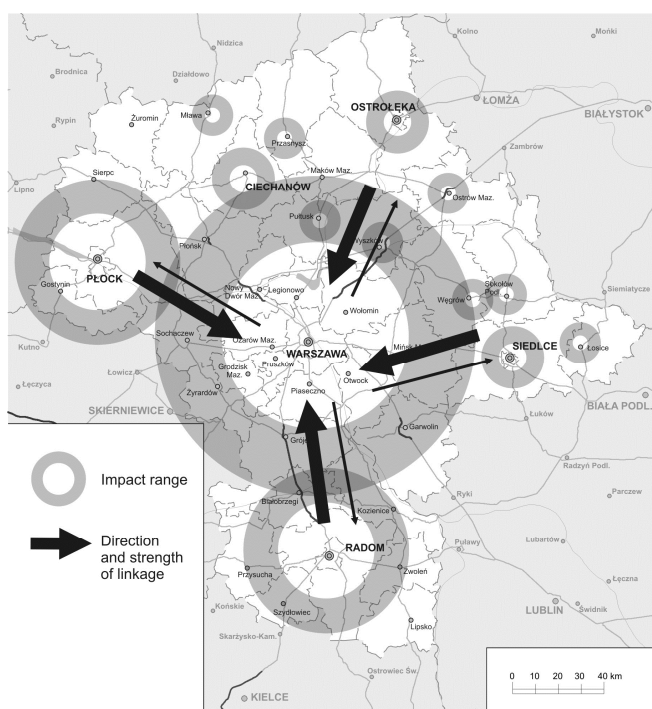 Kolno
Mońki
Nidzica
Brodnica
Działdowo
OSTROŁĘKA
ŁOMŻA
BIAŁYSTOK
Mława
Żuromin
Rypin
Przasnysz
Zambrów
Sierpc
Maków Maz.
Lipno
CIECHANÓW
Ostrów Maz.
Pułtusk
Płońsk
Wyszków
PŁOCK
Gostynin
Nowy
Dwór Maz.
Legionowo
Węgrów
Sokołów
Podl.
Siemiatycze
Wołomin
Sochaczew
Ożarów Maz.
WARSZAWA
Mińsk Maz.
SIEDLCE
Łosice
Kutno
Pruszków
Łowicz
Grodzisk
Maz.
Otwock
Łęczyca
Żyrardów
Piaseczno
BIAŁA PODL.
SKIERNIEWICE
Łuków
Garwolin
Grójec
Radzyń Podl.
Impact range
Białobrzegi
Kozienice
Ryki
Parczew
Direction
and strength
of linkage
RADOM
Puławy
Lubartów
Przysucha
Zwoleń
Łęczna
Końskie
Szydłowiec
LUBLIN
Świdnik
Lipsko
Skarżysko-Kam.
Ostrowiec Św.
KIELCE
0 10 20 30 40 km